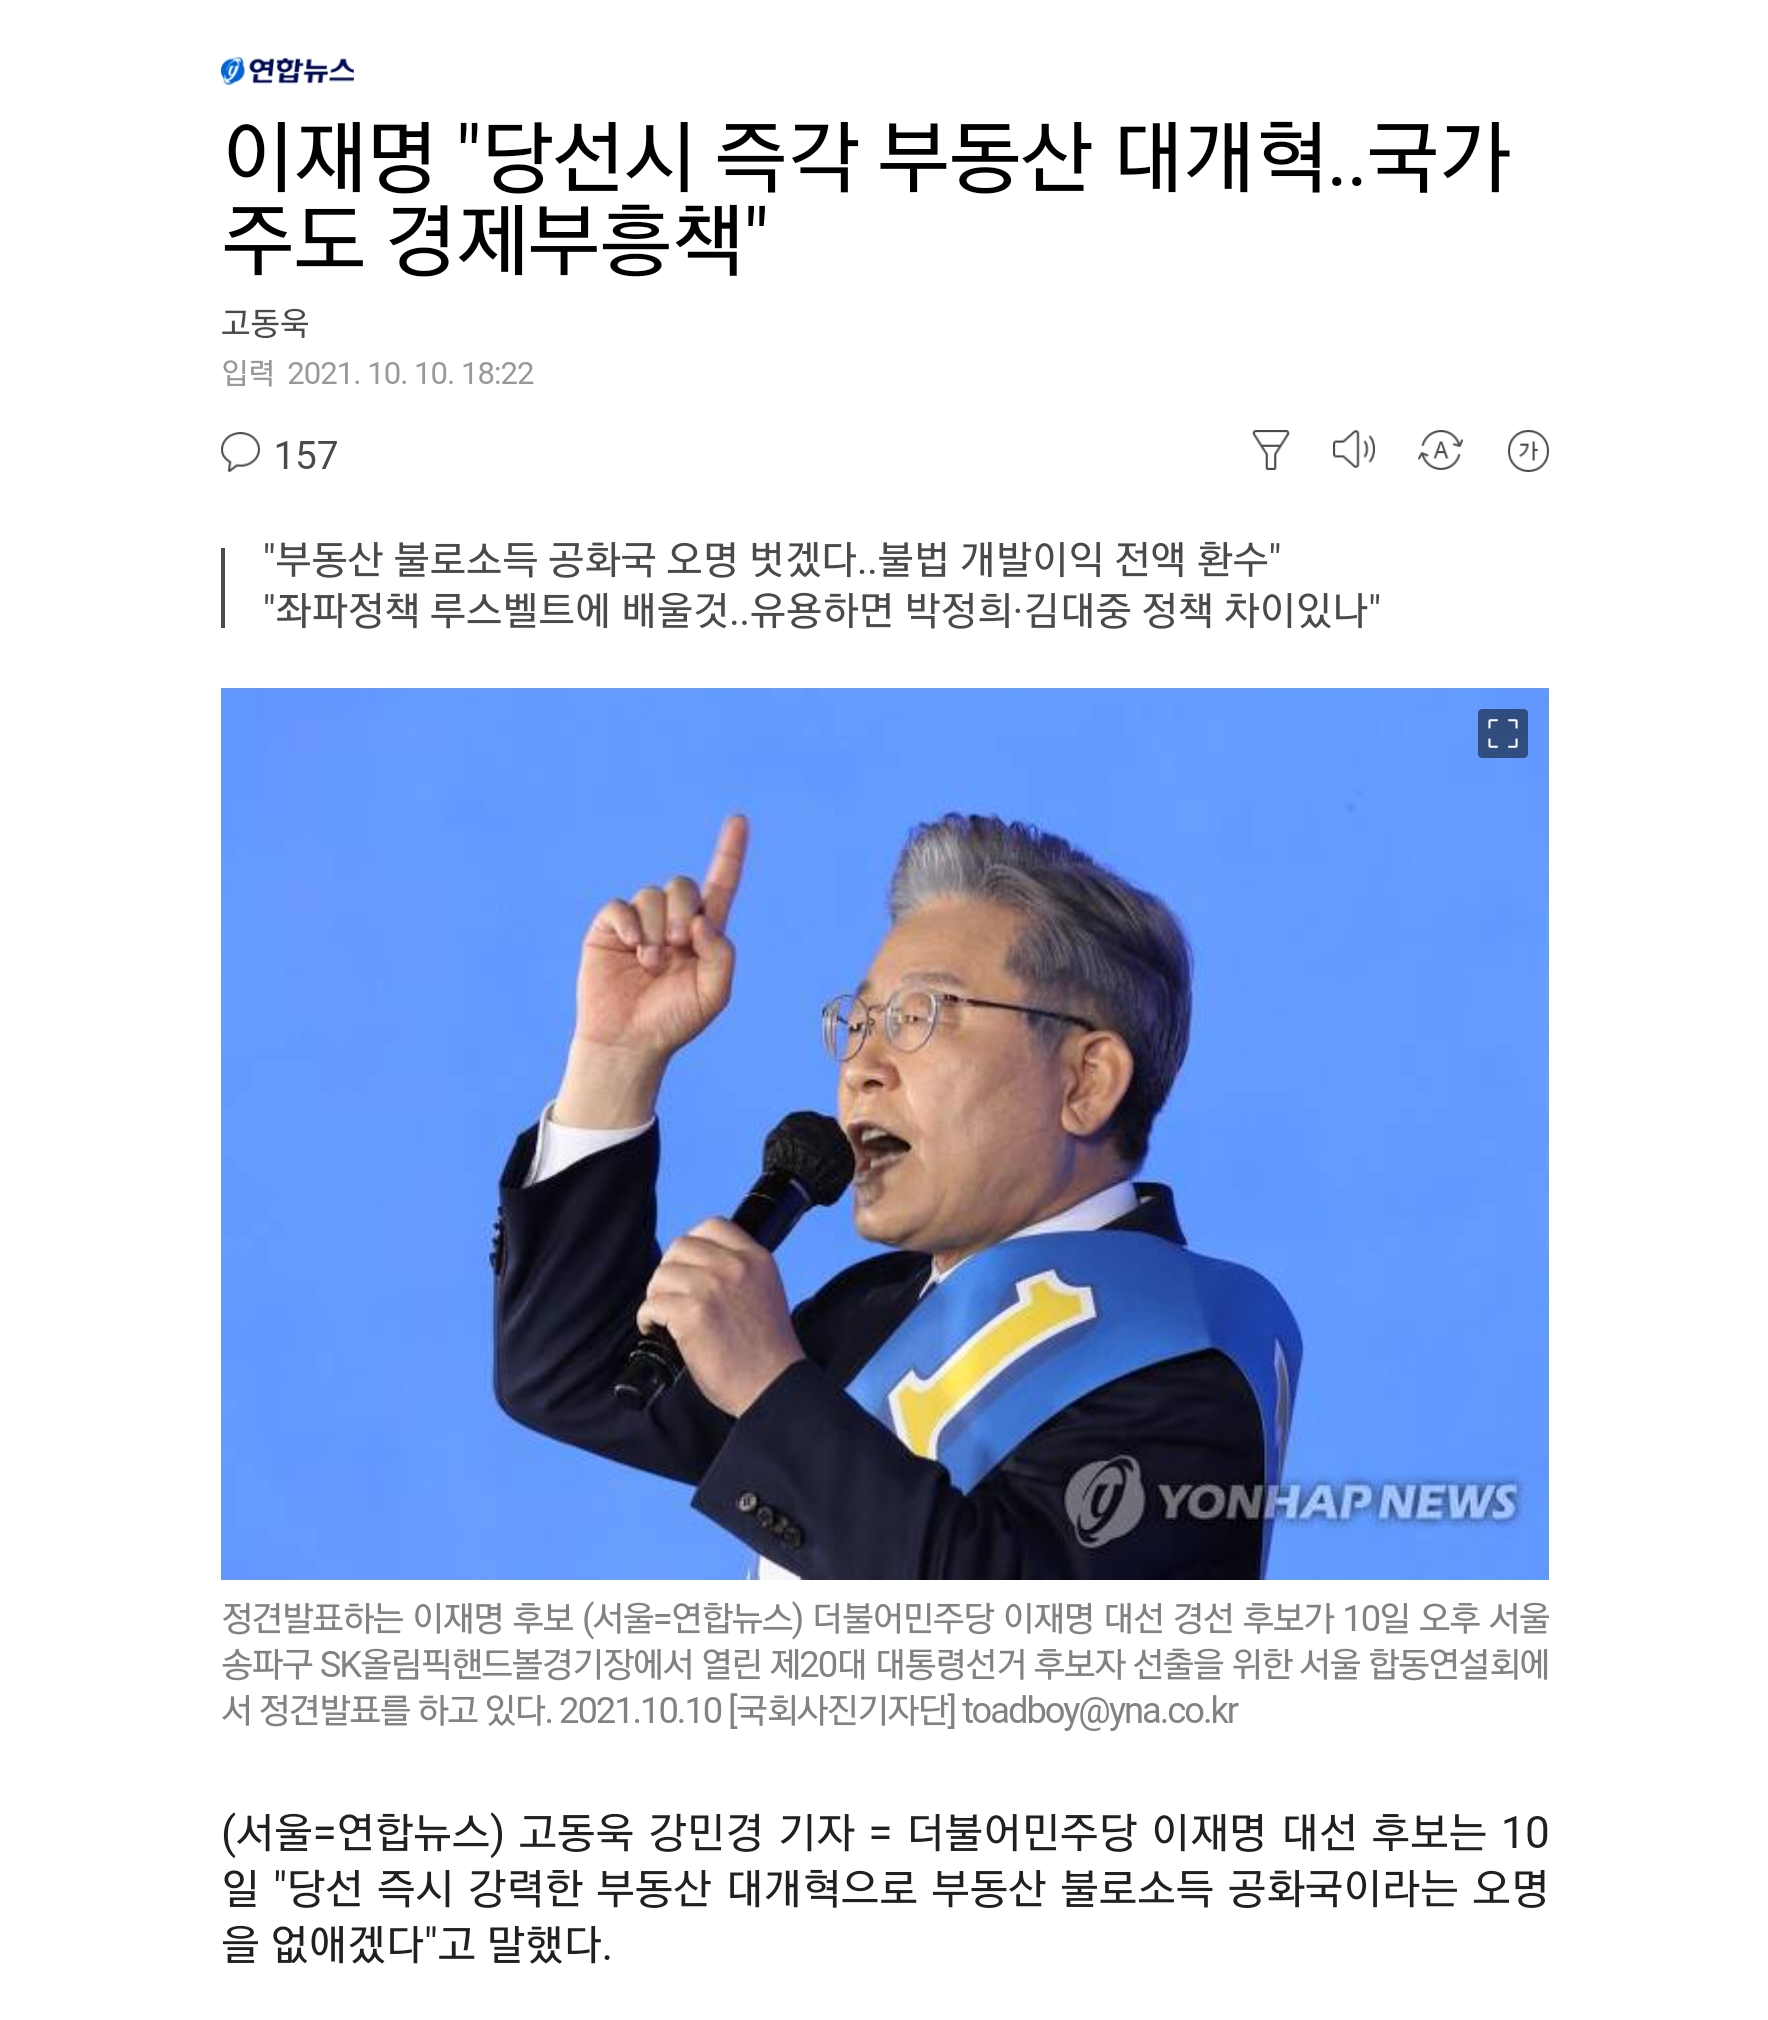 연합뉴스
이재명 "당선시 즉각 부동산 대개혁..국가
주도 경제부흥책"
고동욱
입력 2021. 10. 10. 18:22
157
A
가
"부동산 불로소득 공화국 오명 벗겠다..불법 개발이익 전액 환수"
"좌파정책 루스벨트에 배울것..유용하면 박정희·김대중 정책 차이있나"
1
YONHAP NEWS
정견발표하는 이재명 후보 (서울=연합뉴스) 더불어민주당 이재명 대선 경선 후보가 10일 오후 서울
송파구 SK올림픽핸드볼경기장에서 열린 제20대 대통령선거 후보자 선출을 위한 서울 합동연설회에
서 정견발표를 하고 있다. 2021.10.10 [국회사진기자단] toadboy@yna.co.kr
(서울=연합뉴스) 고동욱 강민경 기자 = 더불어민주당 이재명 대선 후보는 10
일 "당선 즉시 강력한 부동산 대개혁으로 부동산 불로소득 공화국이라는 오명
을 없애겠다"고 말했다.